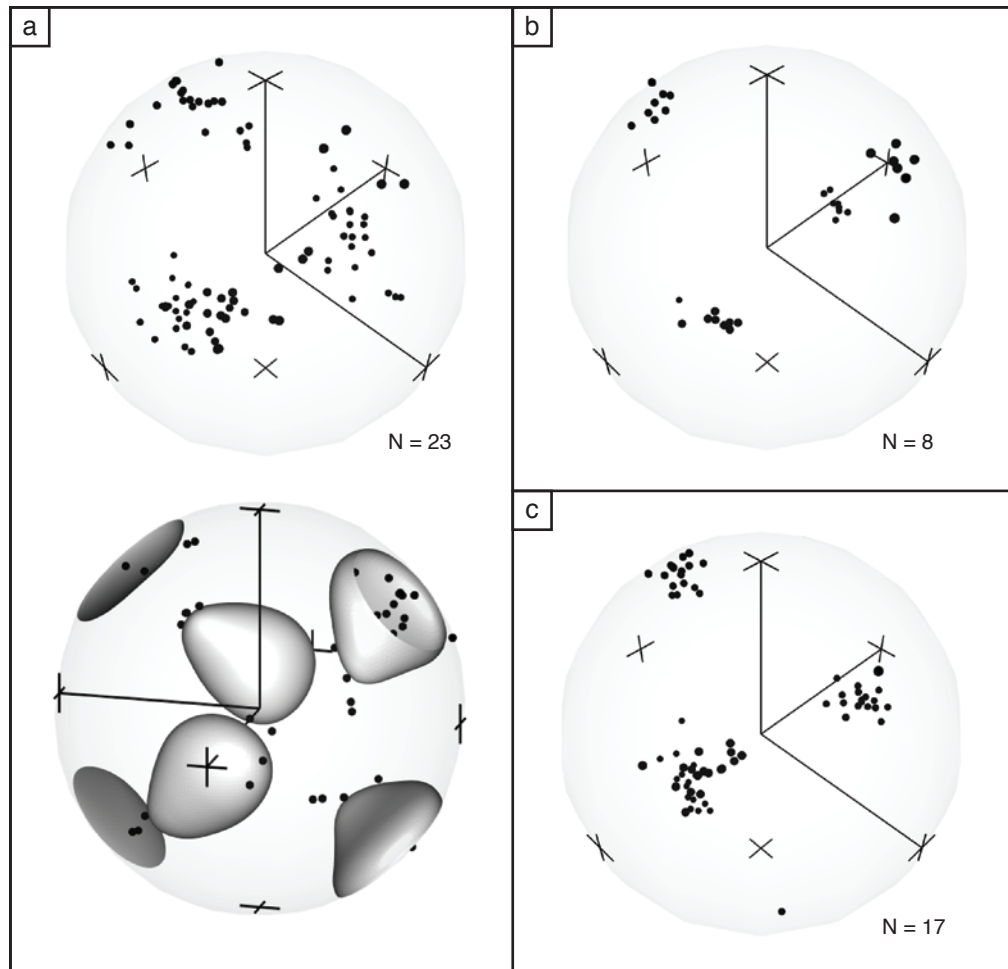 a
N = 23
b
N = 8
c
N = 17